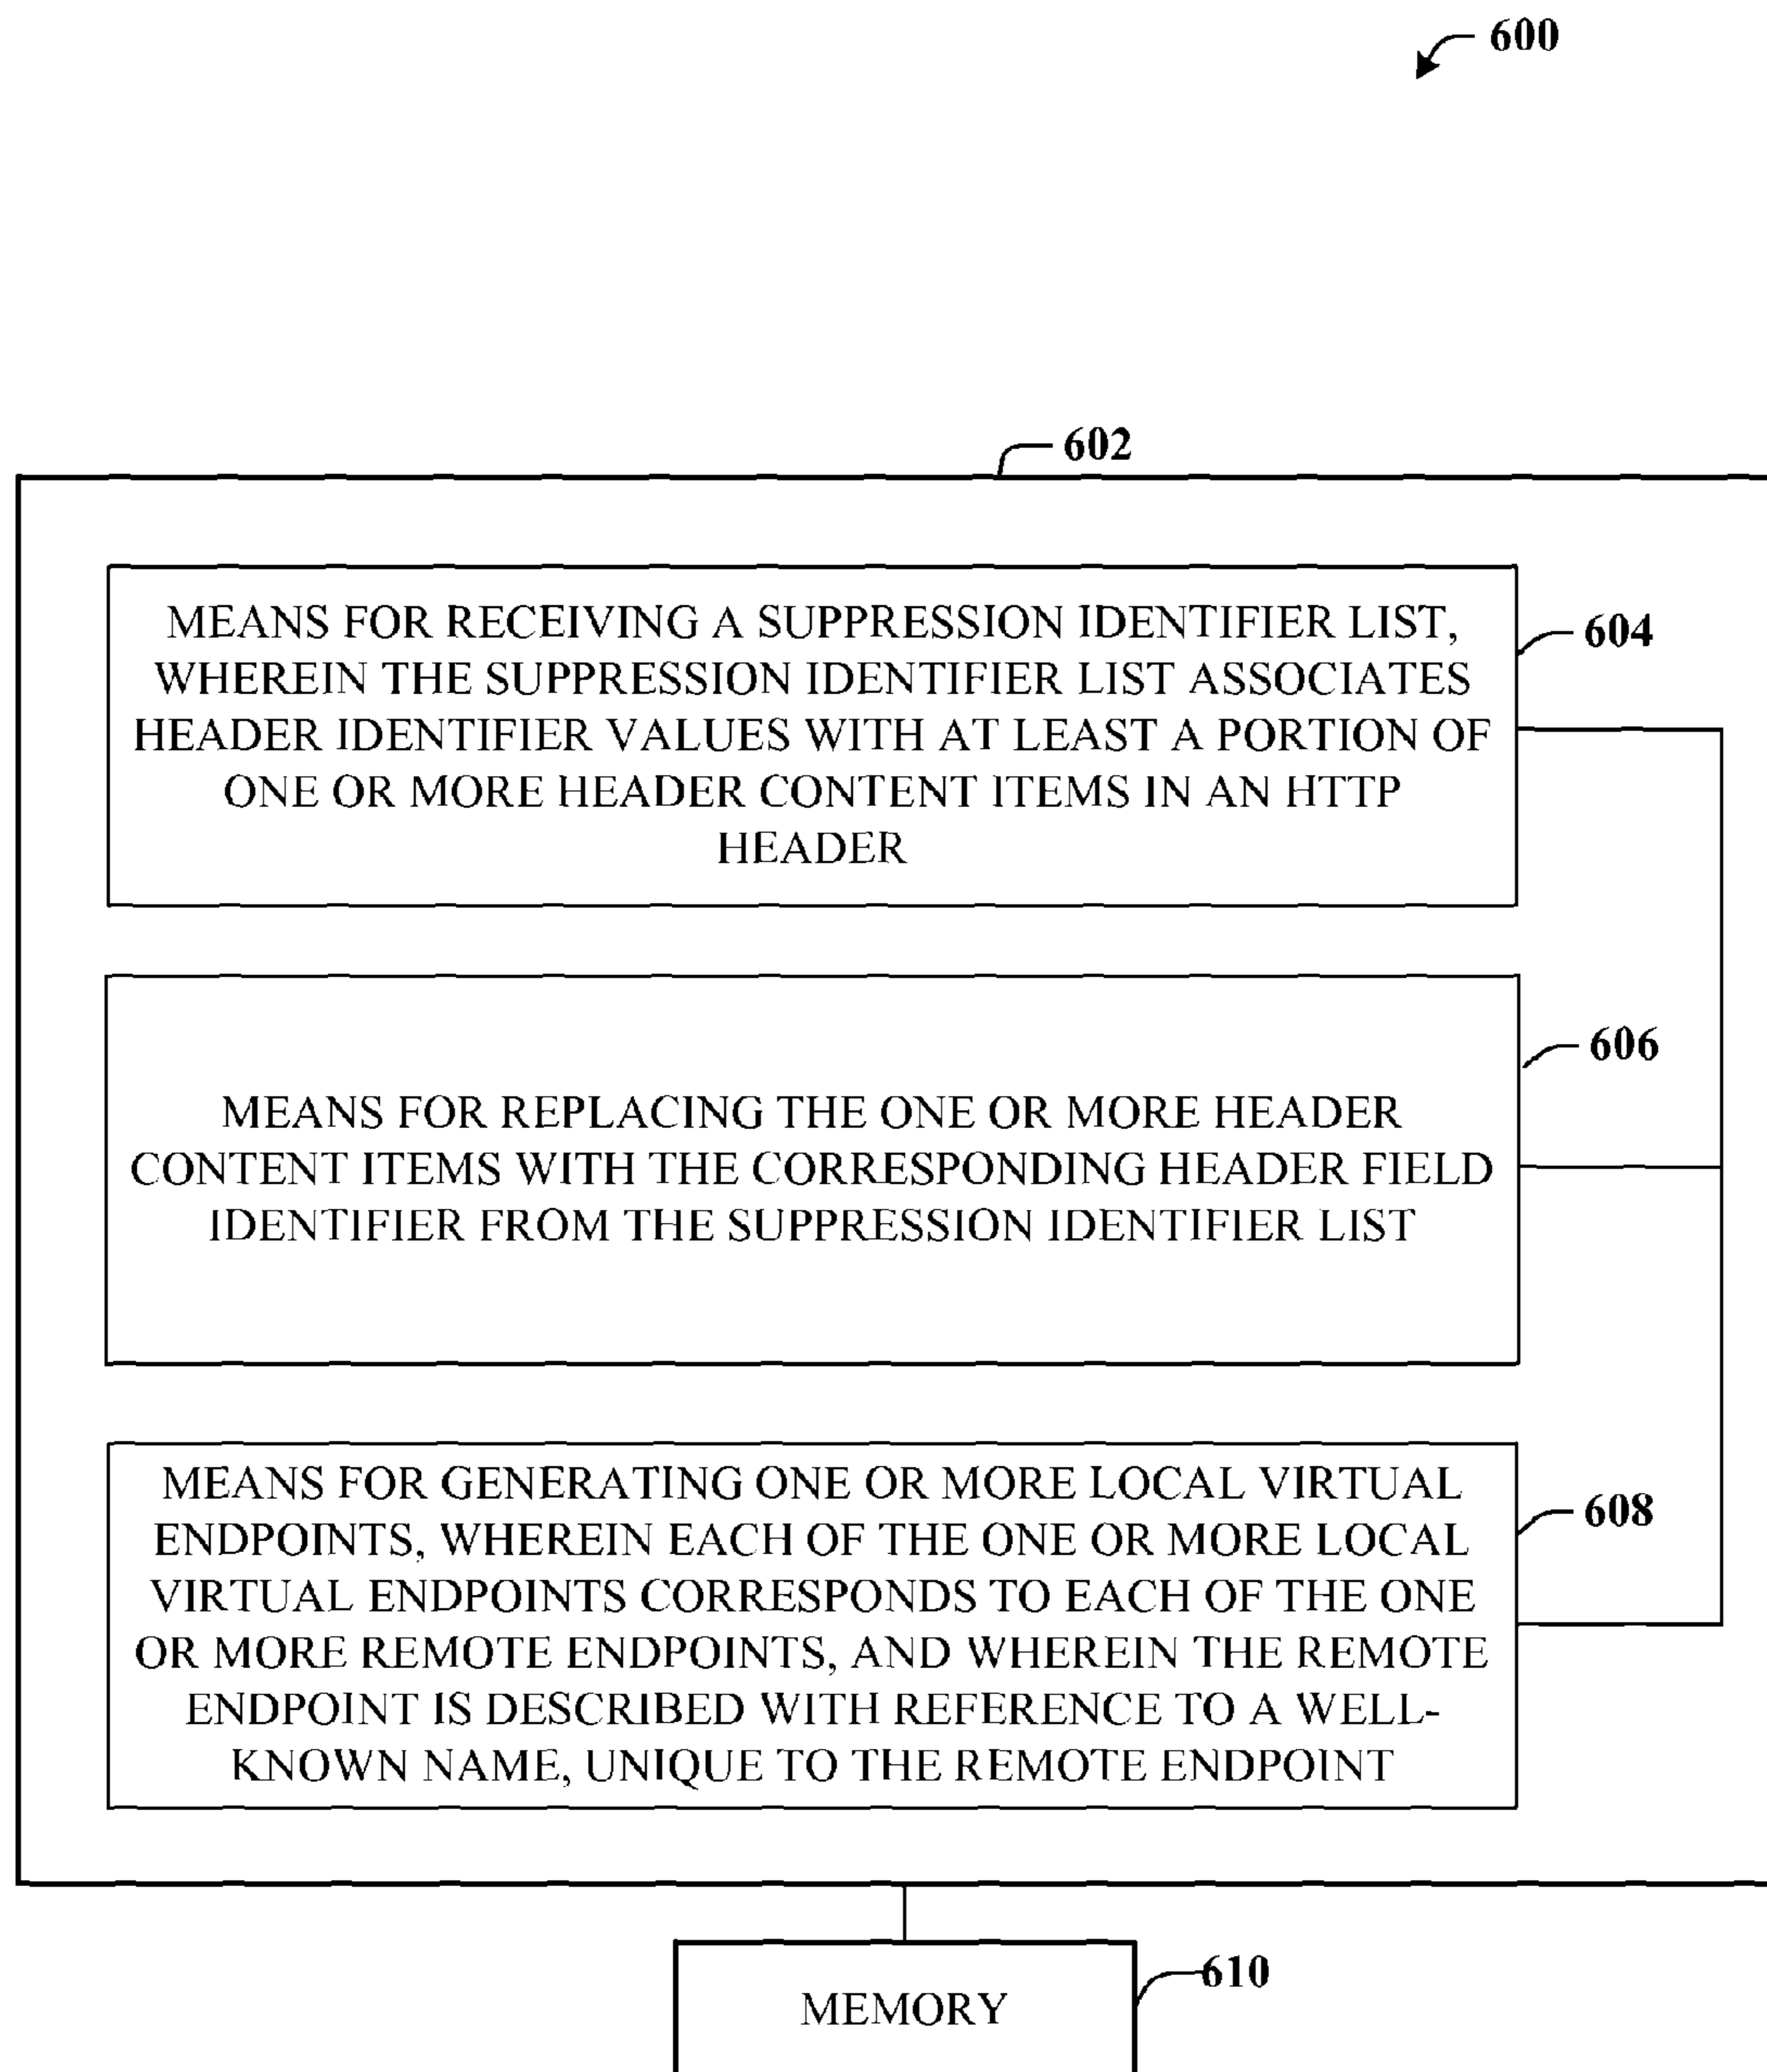 600
602
MEANS FOR RECEIVING A SUPPRESSION IDENTIFIER LIST,
WHEREIN THE SUPPRESSION IDENTIFIER LIST ASSOCIATES
HEADER IDENTIFIER VALUES WITH AT LEAST A PORTION OF
ONE OR MORE HEADER CONTENT ITEMS IN AN HTTP
HEADER
604
MEANS FOR REPLACING THE ONE OR MORE HEADER
CONTENT ITEMS WITH THE CORRESPONDING HEADER FIELD
IDENTIFIER FROM THE SUPPRESSION IDENTIFIER LIST
606
MEANS FOR GENERATING ONE OR MORE LOCAL VIRTUAL
ENDPOINTS, WHEREIN EACH OF THE ONE OR MORE LOCAL
VIRTUAL ENDPOINTS CORRESPONDS TO EACH OF THE ONE
OR MORE REMOTE ENDPOINTS, AND WHEREIN THE REMOTE
ENDPOINT IS DESCRIBED WITH REFERENCE TO A WELL-
KNOWN NAME, UNIQUE TO THE REMOTE ENDPOINT
608
MEMORY
610